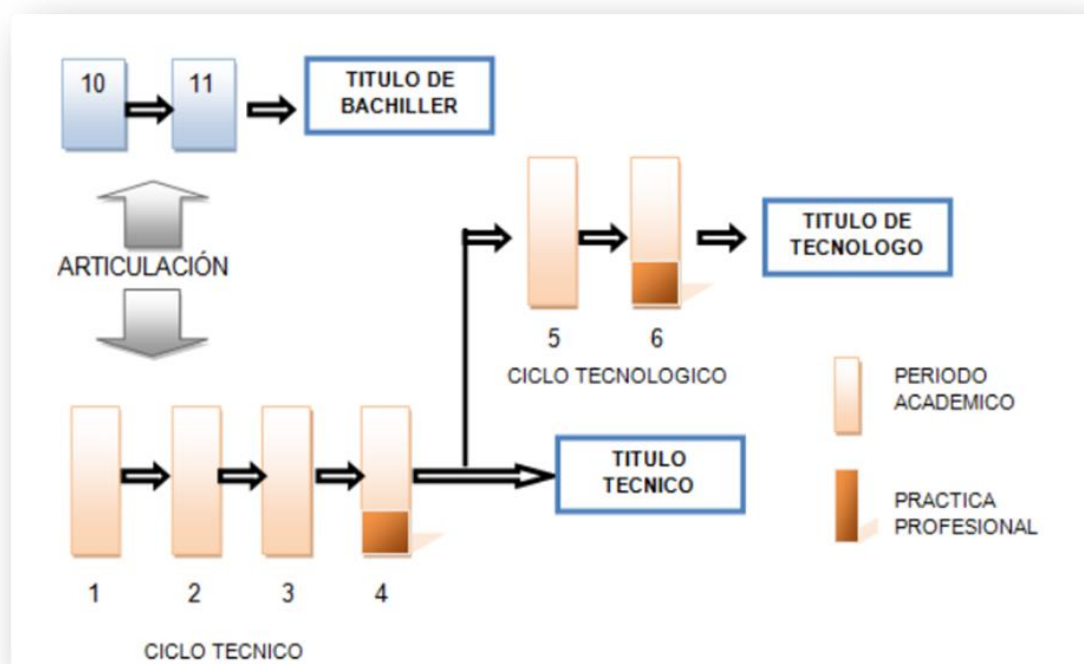 10
11
TITULO DE
BACHILLER
ARTICULACIÓN
TITULO DE
TECNOLOGO
5
6
CICLO TECNOLOGICO
PERIODO
ACADEMICO
TITULO
TECNICO
PRACTICA
PROFESIONAL
1
2
3
4
CICLO TECNICO